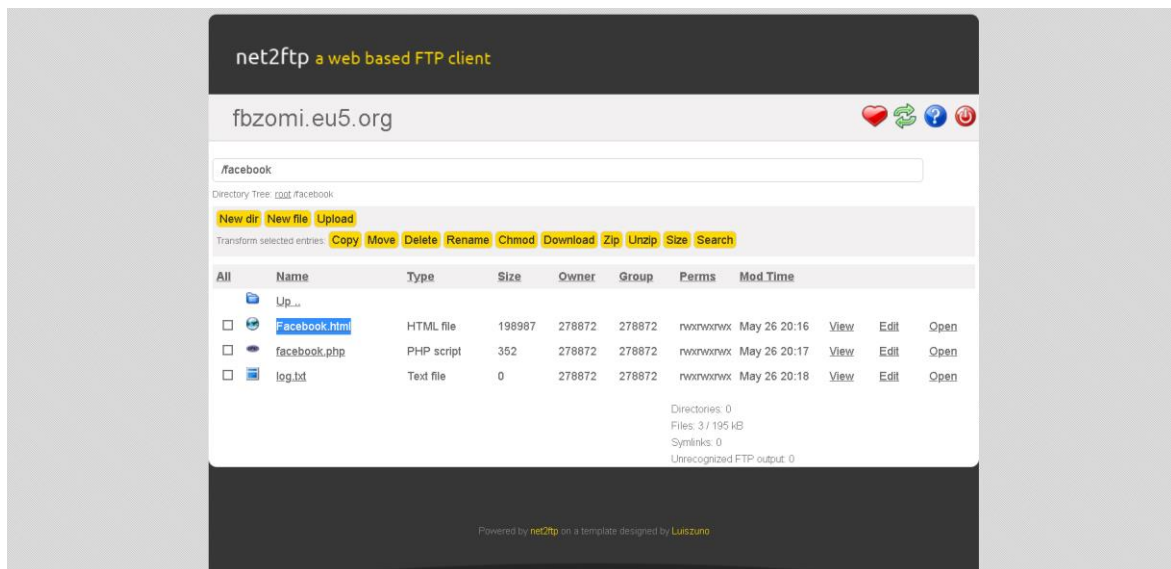 net2ftp a web based FTP client
fbzomi.eu5.org
/facebook
Directory Tree: root /facebook
New dir New file Upload
Transform selected entries: Copy Move Delete Rename Chmod Download Zip Unzip Size Search
All Name Type Size Owner Group Perms Mod Time
Up ..
Facebook.html HTML file 198987 278872 278872 rwxrwxrwx May 26 20:16 View Edit Open
facebook.php PHP script 352 278872 278872 rwxrwxrwx May 26 20:17 View Edit Open
log.txt Text file 0 278872 278872 rwxrwxrwx May 26 20:18 View Edit Open
Directories: 0
Files: 3 / 195 kB
Symlinks: 0
Unrecognized FTP output: 0
Powered by net2ftp on a template designed by Luiszuno